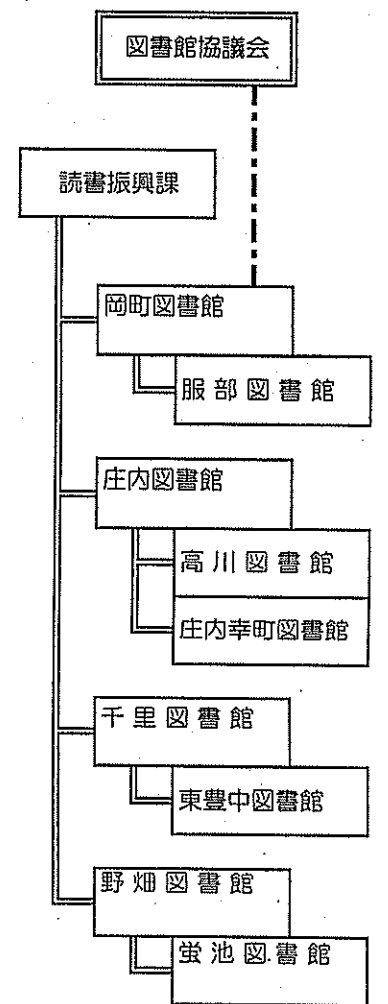 図書館協議会
読書振興課
岡町図書館
服部図書館
庄内図書館
高川図書館
庄内幸町図書館
千里図書館
東豊中図書館
野畑図書館
蛍池図書館